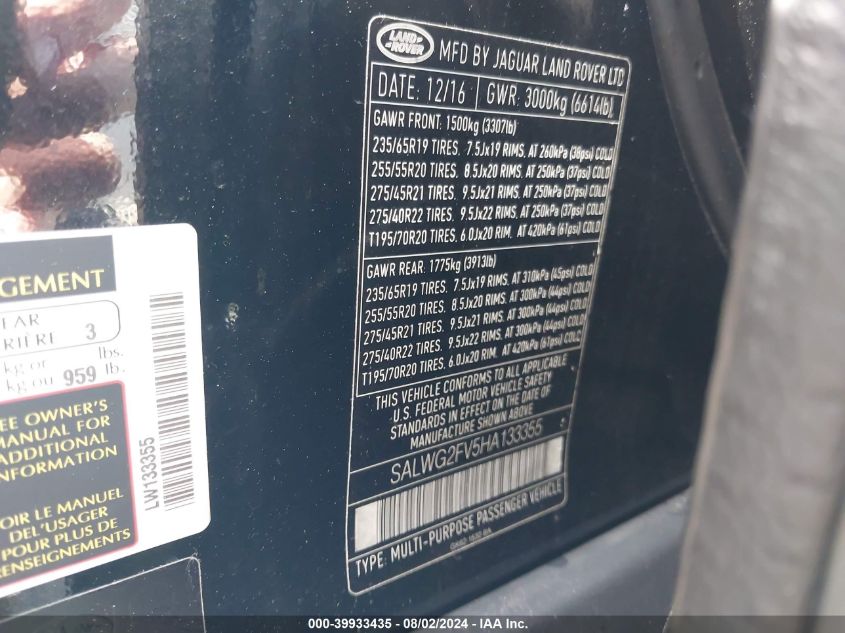 LAND ROVER
MFD BY JAGUAR LAND ROVER LTD
DATE: 12/16 GWR: 3000kg (6614lb)
GAWR FRONT: 1500kg (3307lb)
235/65R19 TIRES, 7.5Jx19 RIMS, AT 260kPa (38psi) COLD
255/55R20 TIRES, 8.5Jx20 RIMS, AT 250kPa (37psi) COLD
275/45R21 TIRES, 9.5Jx21 RIMS, AT 250kPa (37psi) COLD
275/40R22 TIRES, 9.5Jx22 RIMS, AT 250kPa (37psi) COLD
T195/70R20 TIRES, 6.0Jx20 RIM, AT 420kPa (61psi) COLD
GAWR REAR: 1775kg (3913lb)
235/65R19 TIRES, 7.5Jx19 RIMS, AT 310kPa (45psi) COLD
255/55R20 TIRES, 8.5Jx20 RIMS, AT 300kPa (44psi) COLD
275/45R21 TIRES, 9.5Jx21 RIMS, AT 300kPa (44psi) COLD
275/40R22 TIRES, 9.5Jx22 RIMS, AT 300kPa (44psi) COLD
T195/70R20 TIRES, 6.0Jx20 RIM, AT 420kPa (61psi) COLD
THIS VEHICLE CONFORMS TO ALL APPLICABLE
U.S. FEDERAL MOTOR VEHICLE SAFETY
STANDARDS IN EFFECT ON THE DATE OF
MANUFACTURE SHOWN ABOVE
SALWG2FV5HA133355
TYPE: MULTI-PURPOSE PASSENGER VEHICLE
GEMENT
EAR
RIÈRE 3
kg or lbs.
kg ou 959 lb.
EE OWNER'S
MANUAL FOR
ADDITIONAL
NFORMATION
OIR LE MANUEL
DEL'USAGER
POUR PLUS DE
RENSEIGNEMENTS
LW133355
000-39933435 - 08/02/2024 - IAAI.com